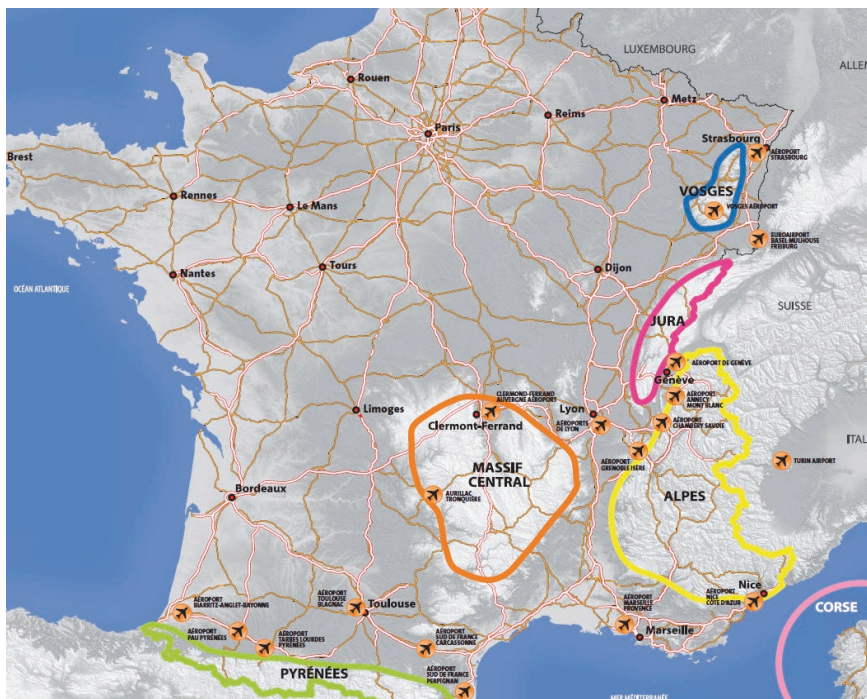 LUXEMBOURG
ALLEM
Rouen
Metz
Reims
Paris
Strasbourg
AÉROPORT
STRASBOURG
Brest
VOSGES
Rennes
Le Mans
VOSGES AÉROPORT
EUROAIRPORT
BASEL MULHOUSE
FREIBURG
Dijon
Tours
Nantes
OCÉAN ATLANTIQUE
SUISSE
JURA
AÉROPORT DE GENÈVE
Genève
AÉROPORT
ANNECY
MONT BLANC
CLERMOND-FERRAND
AUVERGNE AÉROPORT
Limoges
Lyon
Clermont-Ferrand
AÉROPORTS
DE LYON
AÉROPORT
CHAMBÉRY SAVOIE
ITAL
AÉROPORT
GRENOBLE ISÈRE
TURIN AIRPORT
MASSIF
CENTRAL
Bordeaux
AURILLAC
TRONQUIÈRE
ALPES
Nice
AÉROPORT
NICE
CÔTE D'AZUR
AÉROPORT
BIARRITZ-ANGLET-BAYONNE
AÉROPORT
TOULOUSE
BLAGNAC
Toulouse
AÉROPORT
MARSEILLE
PROVENCE
CORSE
Marseille
AÉROPORT
PAU PYRÉNÉES
AÉROPORT
TARBES LOURDES
PYRÉNÉES
AÉROPORT
SUD DE FRANCE
CARCASSONNE
PYRÉNÉES
AÉROPORT
SUD DE FRANCE
PERPIGNAN
MER MÉDITERRANÉE